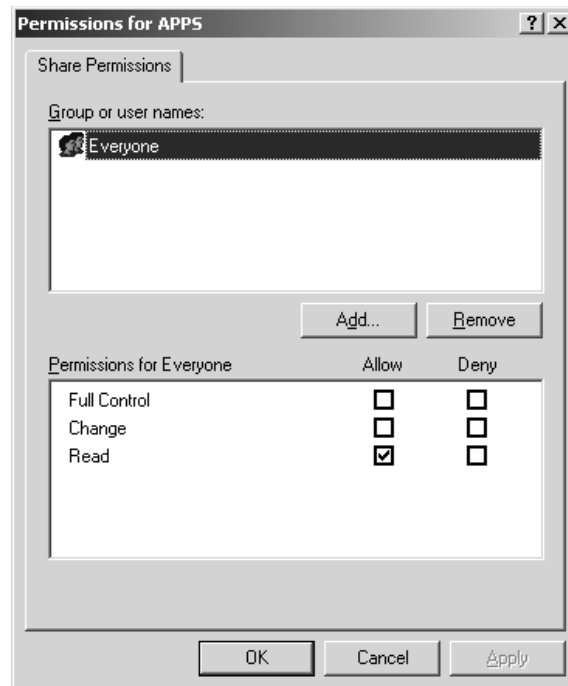 Permissions for APPS
Share Permissions
Group or user names:
Everyone
Add... Remove
Permissions for Everyone Allow Deny
Full Control
Change
Read
OK Cancel Apply